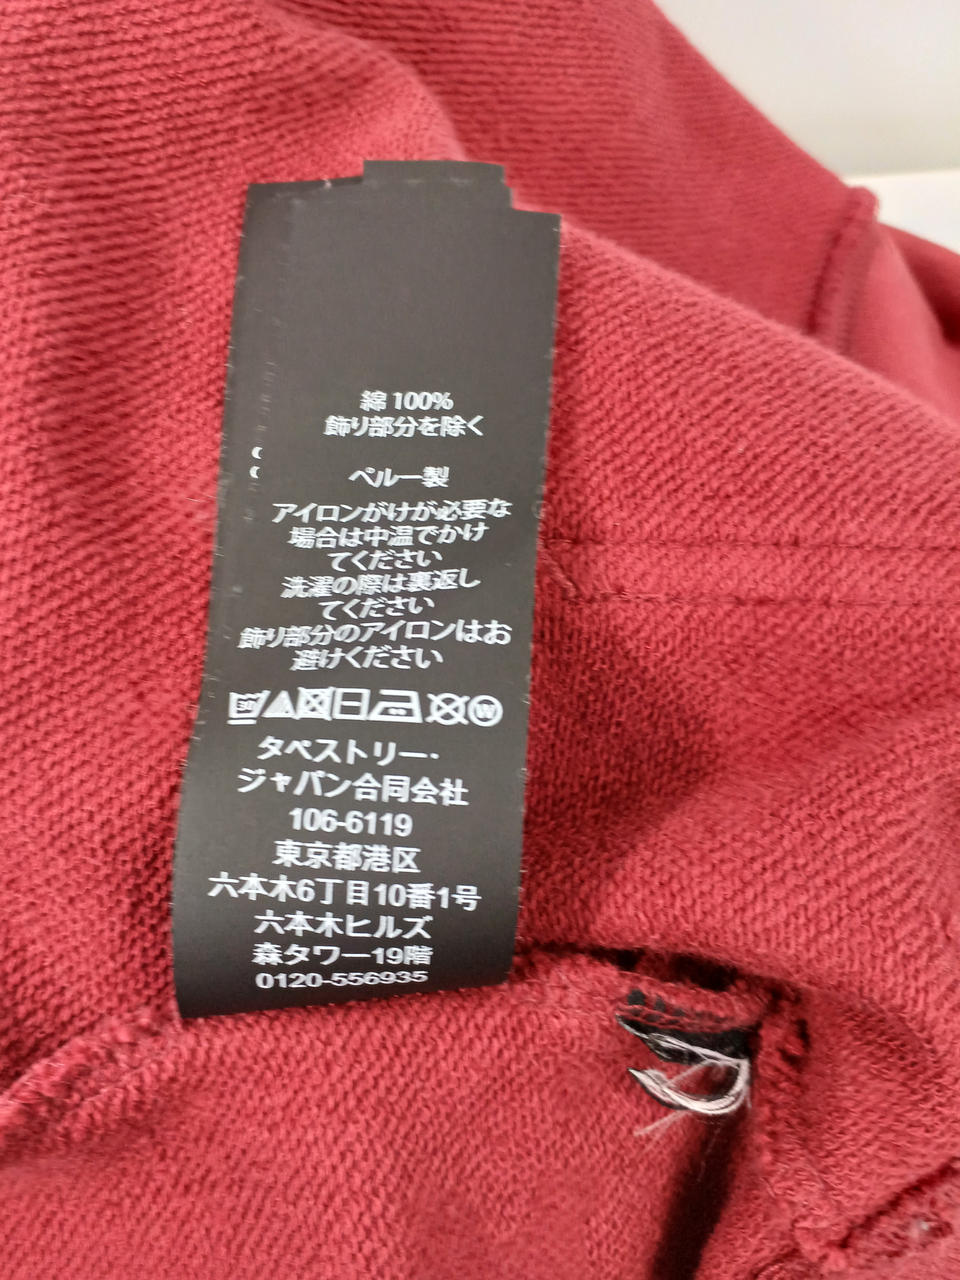 綿 100%
飾り部分を除く
ペルー製
アイロンがけが必要な
場合は中温でかけ
てください
洗濯の際は裏返し
てください
飾り部分のアイロンはお
避けください
30
W
タペストリー·
ジャパン合同会社
106-6119
東京都港区
六本木6丁目10番1号
六本木ヒルズ
森タワー19階
0120-556935